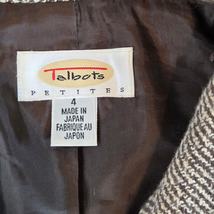 Talbots
PETITES
4
MADE IN
JAPAN
FABRIQUE AU
JAPON